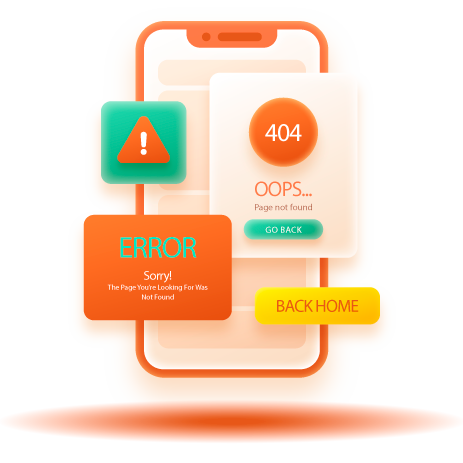 404
OOPS...
Page not found
GO BACK
ERROR
Sorry!
The Page You're Looking For Was
Not Found
BACK HOME